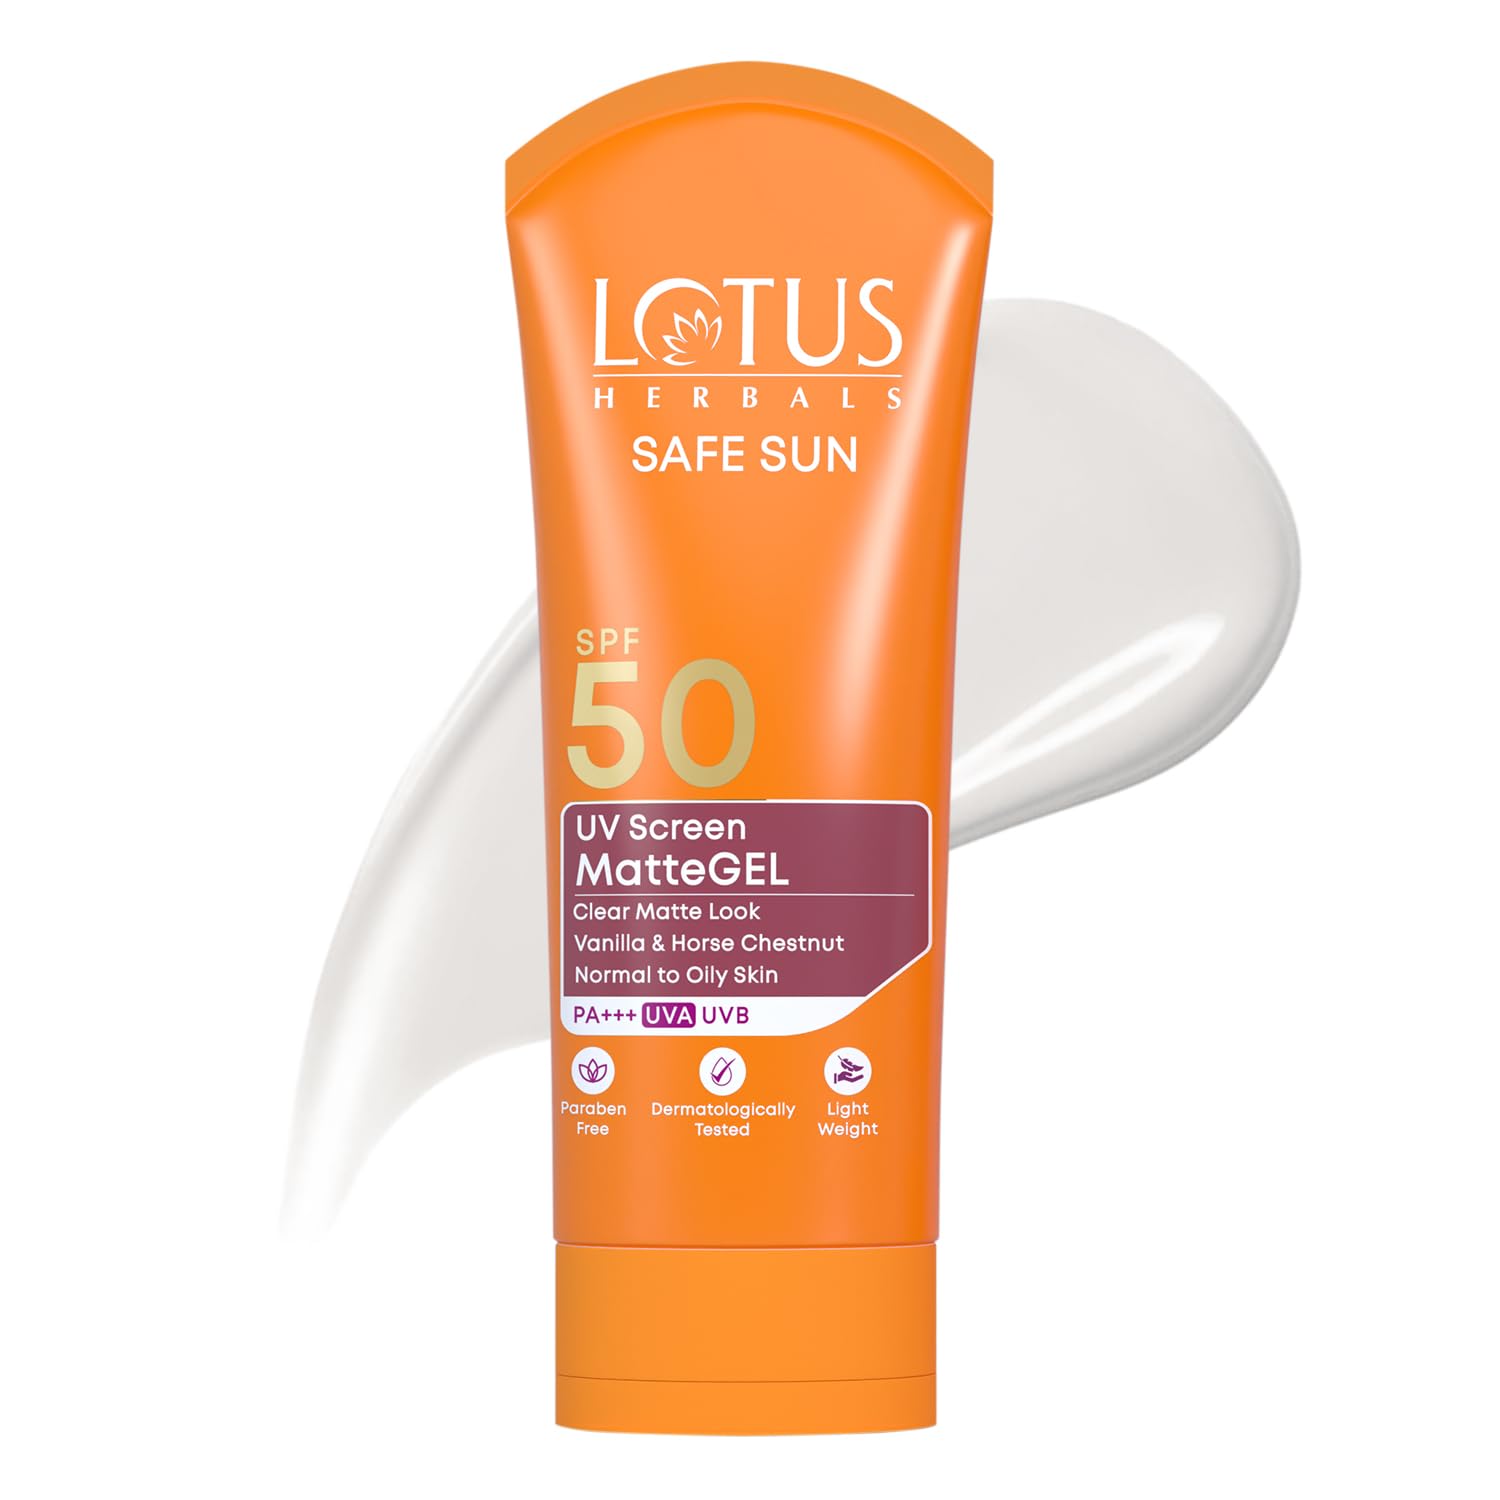 LOTUS
HERBALS
SAFE SUN
SPF
50
UV Screen
MatteGEL
Clear Matte Look
Vanilla & Horse Chestnut
Normal to Oily Skin
PA+++ UVA UVB
Paraben Free
Dermatologically Tested
Light Weight